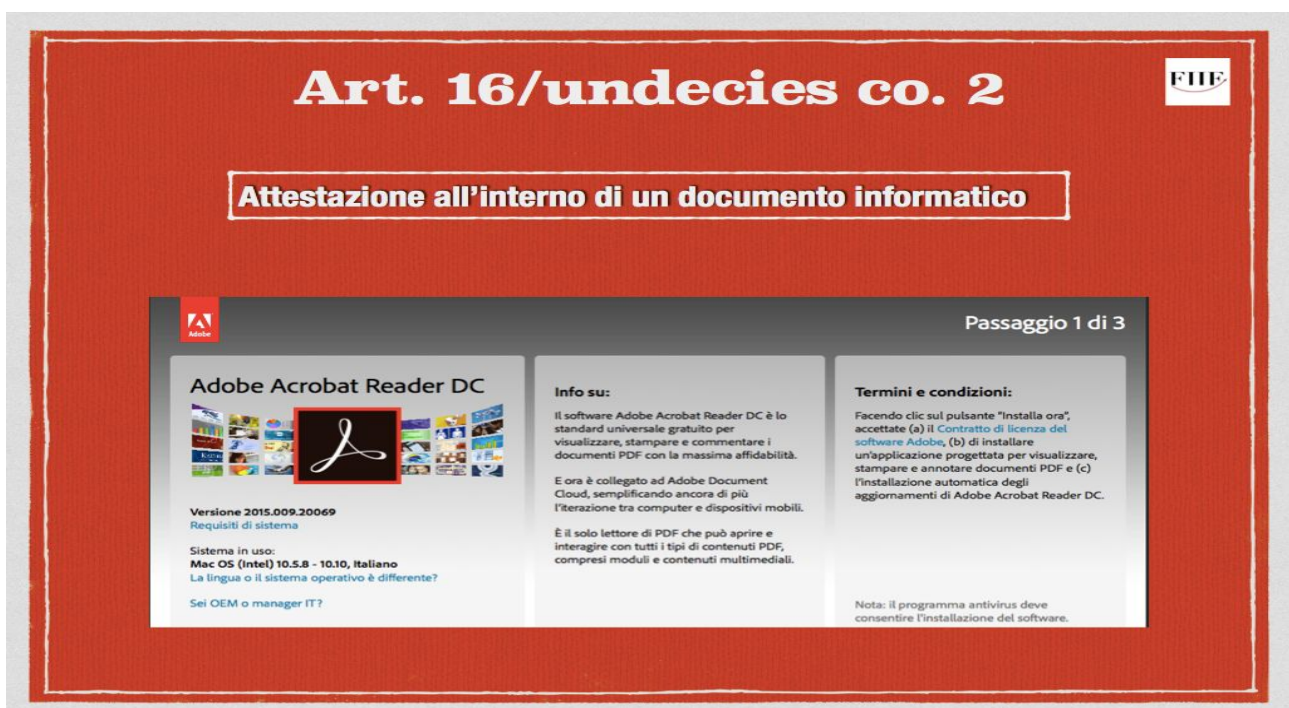 Art. 16/undecies co. 2
FIIF
Attestazione all'interno di un documento informatico
Adobe
Passaggio 1 di 3
Adobe Acrobat Reader DC
Versione 2015.009.20069
Requisiti di sistema
Sistema in uso:
Mac OS (Intel) 10.5.8 - 10.10, Italiano
La lingua o il sistema operativo è differente?
Sei OEM o manager IT?
Info su:
Il software Adobe Acrobat Reader DC è lo
standard universale gratuito per
visualizzare, stampare e commentare i
documenti PDF con la massima affidabilità.
E ora è collegato ad Adobe Document
Cloud, semplificando ancora di più
l'iterazione tra computer e dispositivi mobili.
È il solo lettore di PDF che può aprire e
interagire con tutti i tipi di contenuti PDF,
compresi moduli e contenuti multimediali.
Termini e condizioni:
Facendo clic sul pulsante "Installa ora",
accettate (a) il Contratto di licenza del
software Adobe, (b) di installare
un'applicazione progettata per visualizzare,
stampare e annotare documenti PDF e (c)
l'installazione automatica degli
aggiornamenti di Adobe Acrobat Reader DC.
Nota: il programma antivirus deve
consentire l'installazione del software.